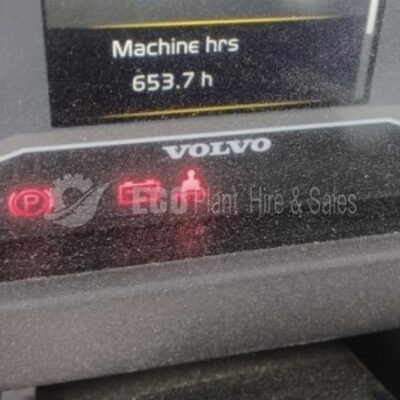 Machine hrs
653.7 h
VOLVO
P
ECO Plant Hire & Sales